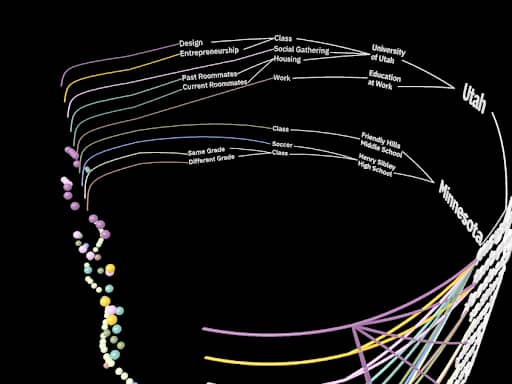 Design
Entrepreneurship
Class
Social Gathering
Housing
Past Roommates
Current Roommates
Work
University
of Utah
Education
at Work
Utah
Class
Soccer
Same Grade
Different Grade
Class
Friendly Hills
Middle School
Henry Sibley
High School
Minnesota